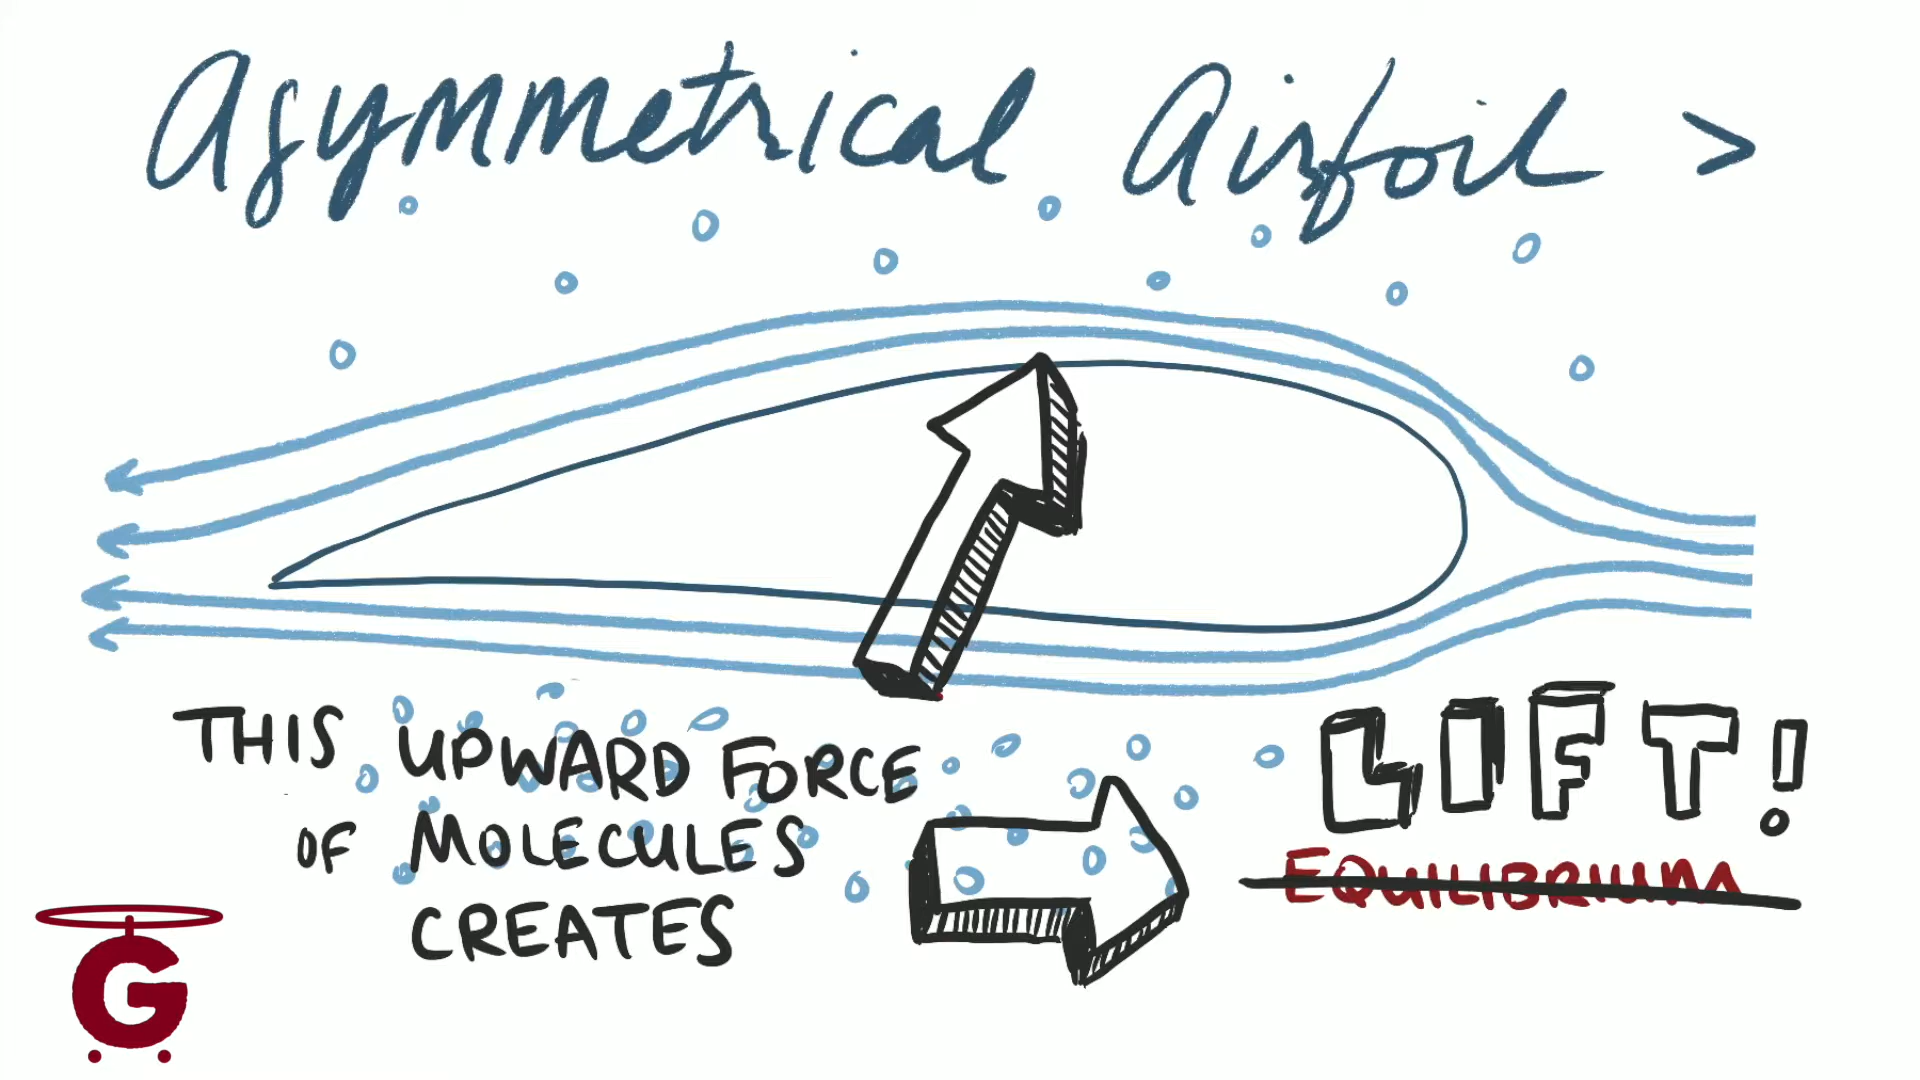 Asymmetrical Airfoil >
THIS UPWARD FORCE
OF MOLECULES
CREATES
LIFT!
EQUILIBRIUM
G